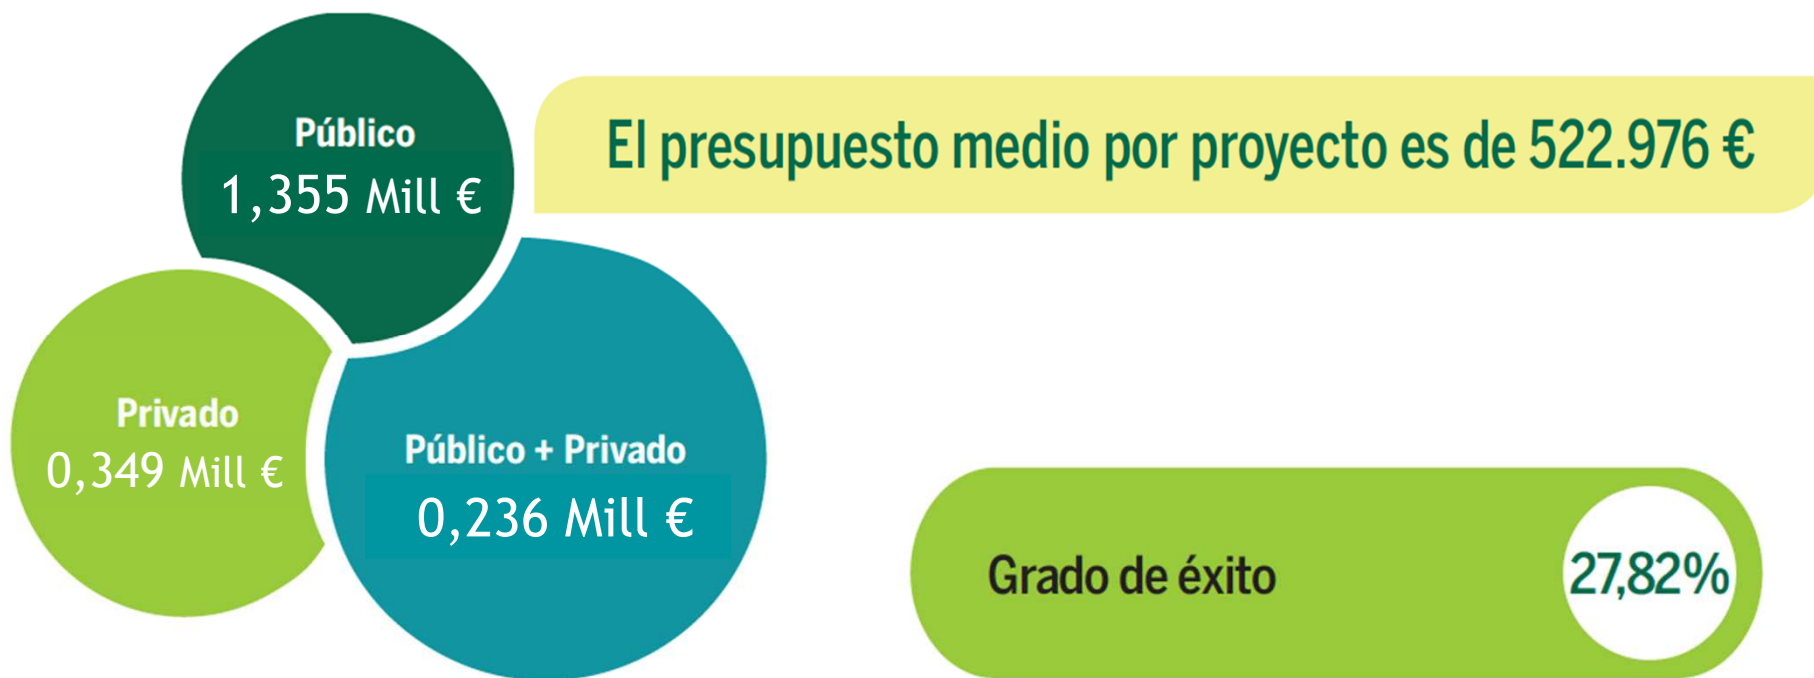 Público
1,355 Mill €
El presupuesto medio por proyecto es de 522.976 €
Privado
0,349 Mill €
Público + Privado
0,236 Mill €
Grado de éxito
27,82%